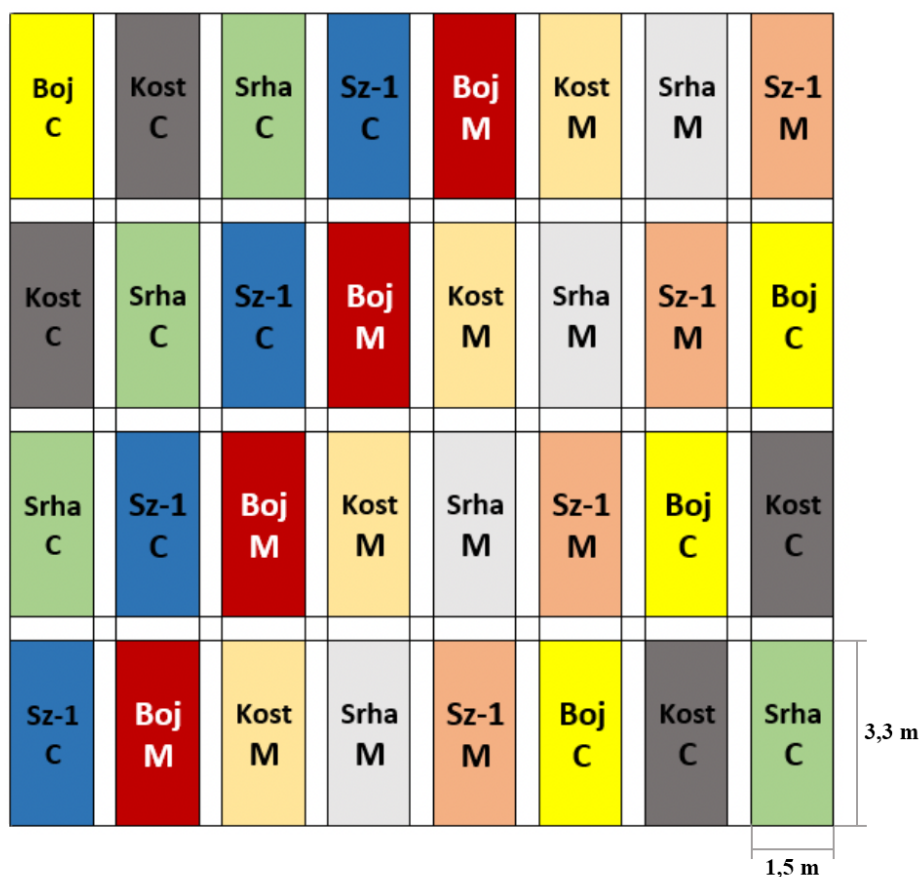 Boj Kost Srha Sz-1 Boj Kost Srha Sz-1
C C C C M M M M
Kost Srha Sz-1 Boj Kost Srha Sz-1 Boj
C C C M M M M C
Srha Sz-1 Boj Kost Srha Sz-1 Boj Kost
C C M M M M C C
Sz-1 Boj Kost Srha Sz-1 Boj Kost Srha
C M M M M C C C
3,3 m
1,5 m